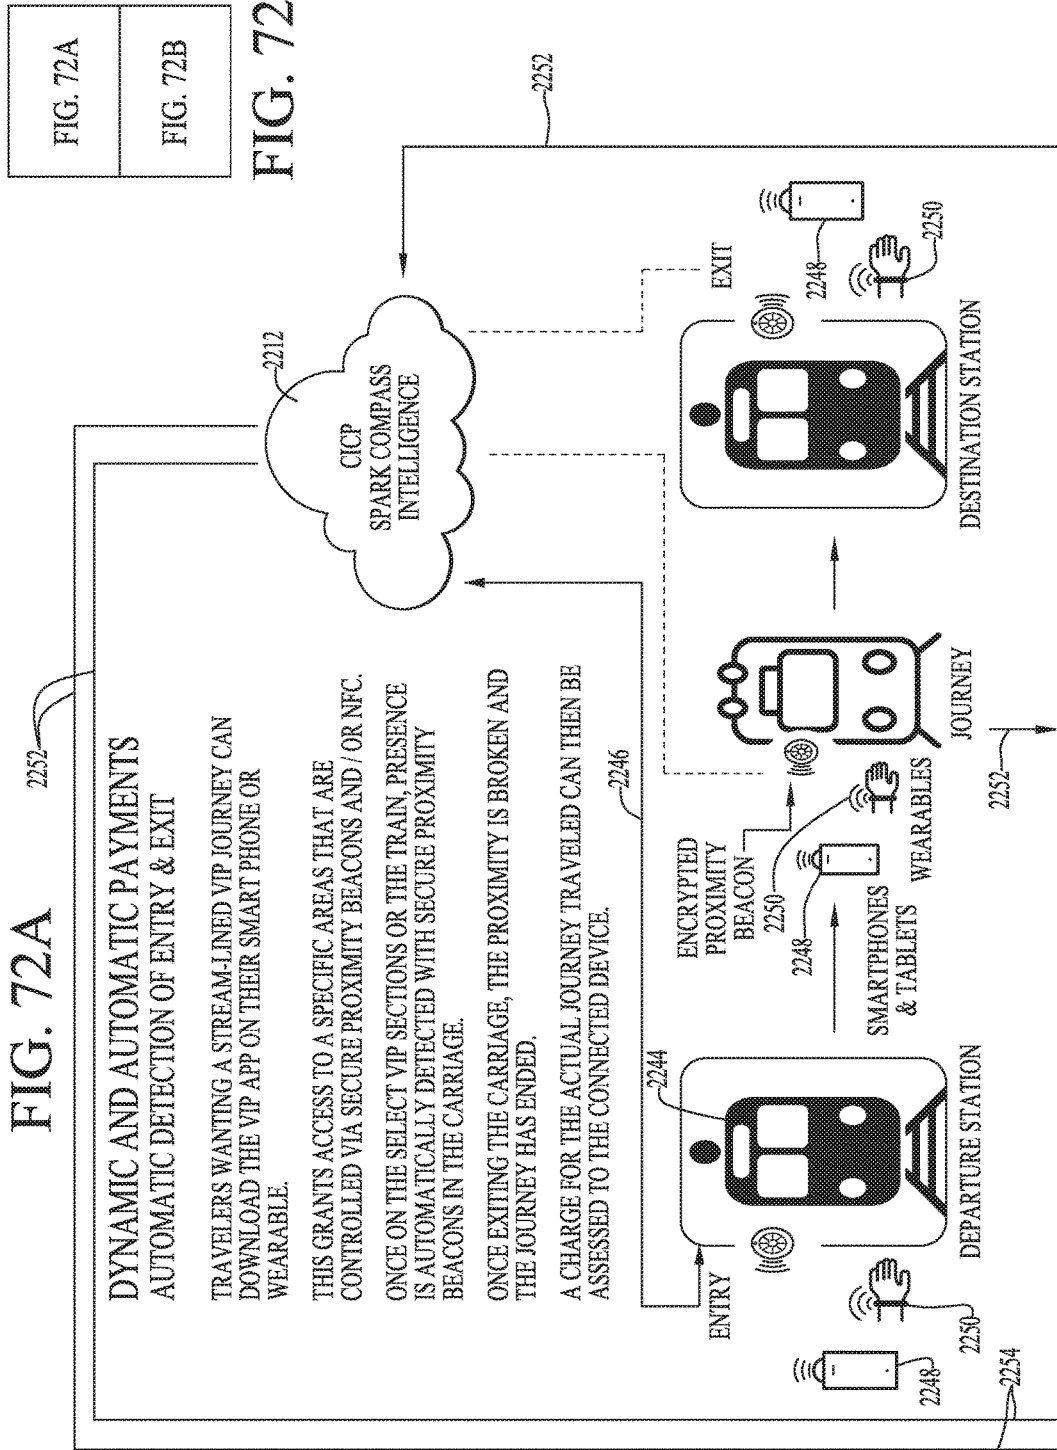 FIG. 72A
FIG. 72A
FIG. 72B
FIG. 72
2252
DYNAMIC AND AUTOMATIC PAYMENTS
AUTOMATIC DETECTION OF ENTRY & EXIT
TRAVELERS WANTING A STREAM-LINED VIP JOURNEY CAN
DOWNLOAD THE VIP APP ON THEIR SMART PHONE OR
WEARABLE.
THIS GRANTS ACCESS TO A SPECIFIC AREAS THAT ARE
CONTROLLED VIA SECURE PROXIMITY BEACONS AND / OR NFC.
ONCE ON THE SELECT VIP SECTIONS OR THE TRAIN, PRESENCE
IS AUTOMATICALLY DETECTED WITH SECURE PROXIMITY
BEACONS IN THE CARRIAGE.
ONCE EXITING THE CARRIAGE, THE PROXIMITY IS BROKEN AND
THE JOURNEY HAS ENDED.
A CHARGE FOR THE ACTUAL JOURNEY TRAVELED CAN THEN BE
ASSESSED TO THE CONNECTED DEVICE.
2212
CICP
SPARK COMPASS
INTELLIGENCE
2252
2246
ENTRY
2244
2248
2250
DEPARTURE STATION
ENCRYPTED
PROXIMITY
BEACON
2250
2248
SMARTPHONES
& TABLETS
WEARABLES
JOURNEY
2252
EXIT
2248
2250
DESTINATION STATION
2254